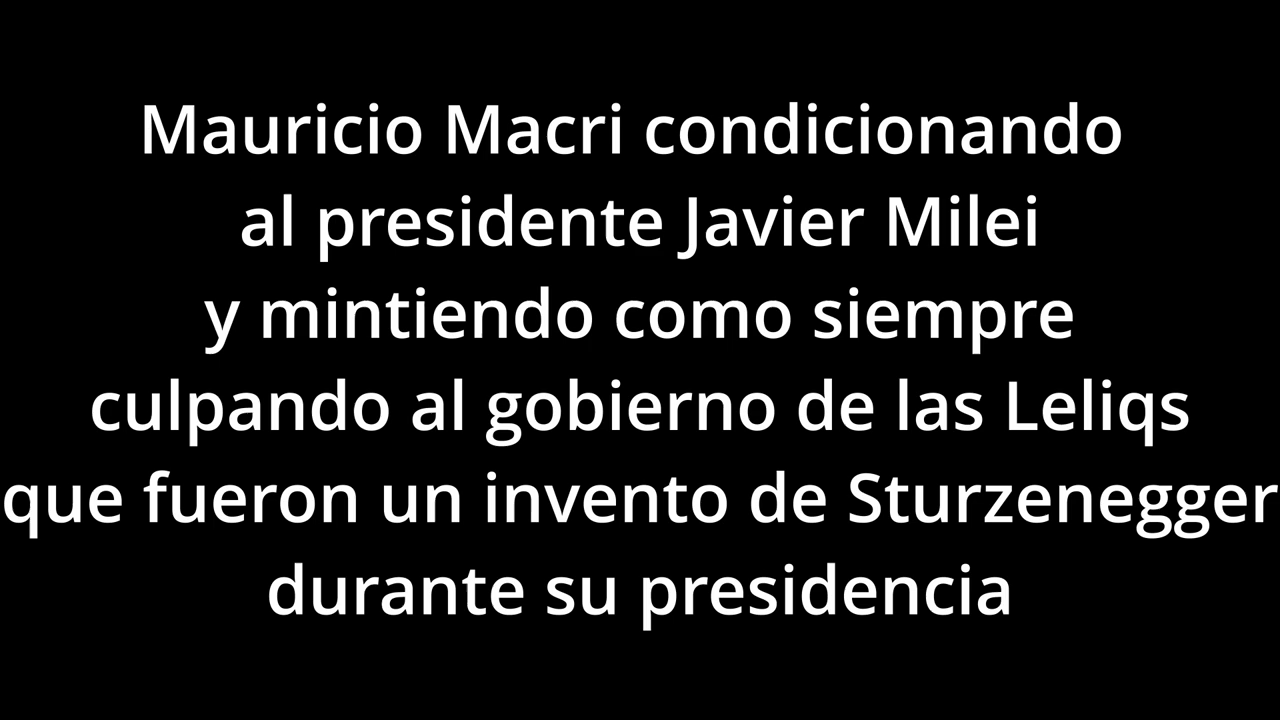 Mauricio Macri condicionando
al presidente Javier Milei
y mintiendo como siempre
culpando al gobierno de las Leliqs
que fueron un invento de Sturzenegger
durante su presidencia